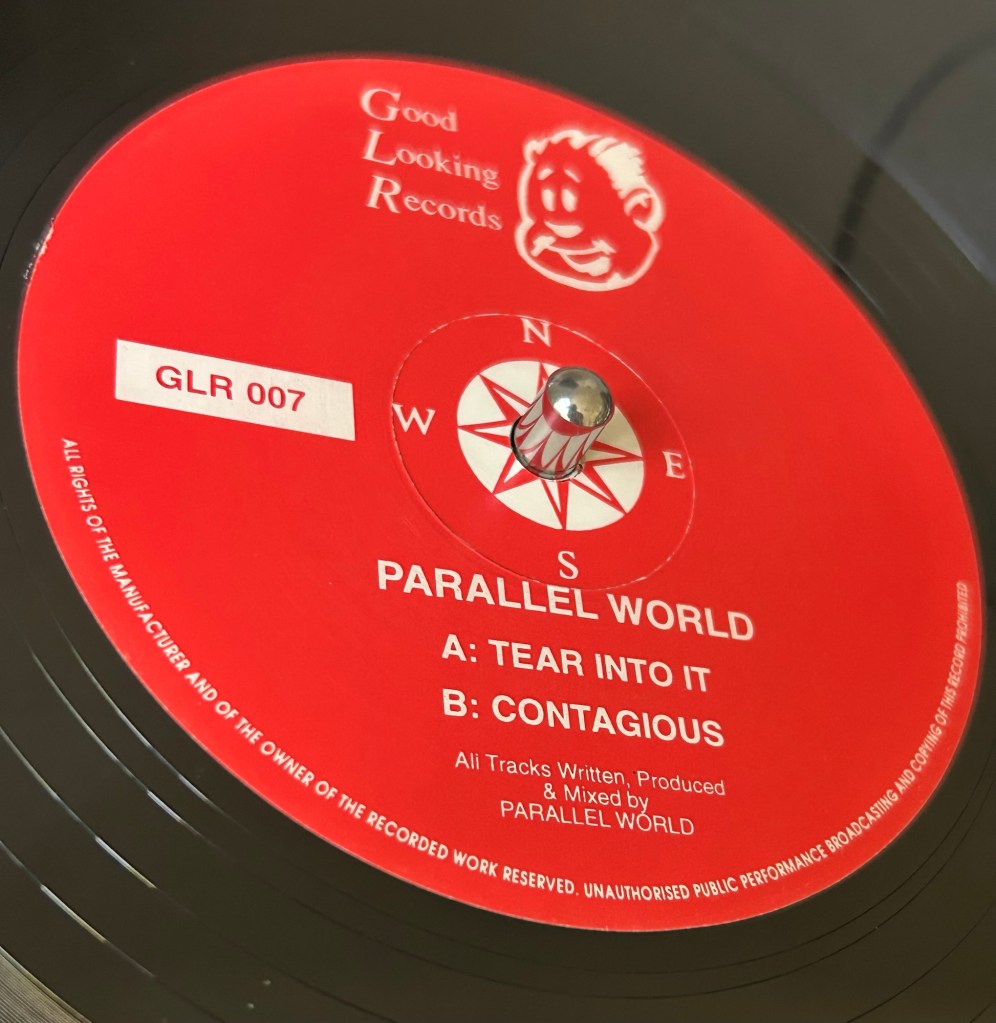 Good
Looking
Records
GLR 007
N
W
E
S
PARALLEL WORLD
A: TEAR INTO IT
B: CONTAGIOUS
All Tracks Written, Produced
& Mixed by
PARALLEL WORLD
ALL RIGHTS OF THE MANUFACTURER AND OF THE OWNER OF THE RECORDED WORK RESERVED. UNAUTHORISED PUBLIC PERFORMANCE BROADCASTING AND COPYING OF THIS RECORD PROHIBITED